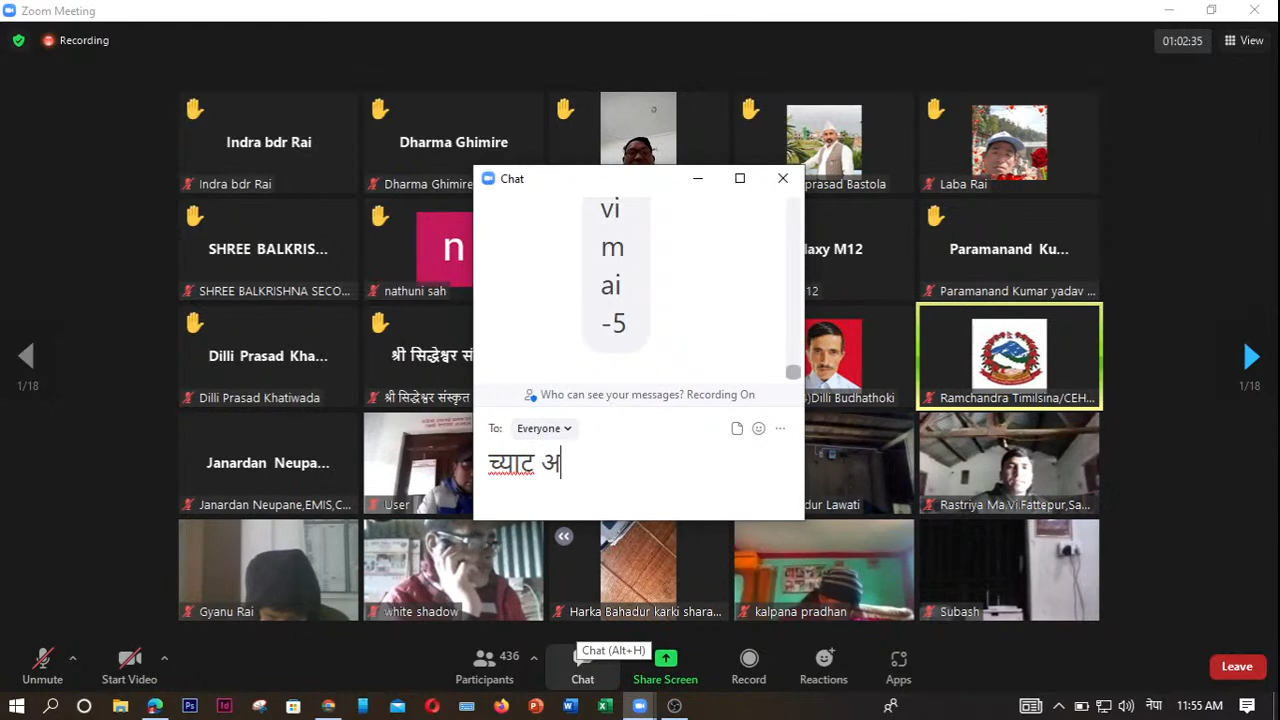 Zoom Meeting
Recording
01:02:35
View
Indra bdr Rai
Dharma Ghimire
Indra bdr Rai
Dharma Ghimire
prasad Bastola
Laba Rai
Chat
vi
m
ai
-5
SHREE BALKRIS...
n
laxy M12
Paramanand Ku...
SHREE BALKRISHNA SECO...
nathuni sah
12
Paramanand Kumar yadav ...
Dilli Prasad Kha...
श्री सिद्धेश्वर सं
1/18
1/18
Dilli Prasad Khatiwada
श्री सिद्धेश्वर संस्कृत
)Dilli Budhathoki
Ramchandra Timilsina/CEH...
Who can see your messages? Recording On
To: Everyone
च्याट अ
Janardan Neupa...
Janardan Neupane,EMIS,C...
User
dur Lawati
Rastriya Ma.Vi Fattepur,Sa...
Gyanu Rai
white shadow
Harka Bahadur karki shara...
kalpana pradhan
Subash
Chat (Alt+H)
436
Unmute
Start Video
Participants
Chat
Share Screen
Record
Reactions
Apps
Leave
Ps
Id
नेपा
11:55 AM